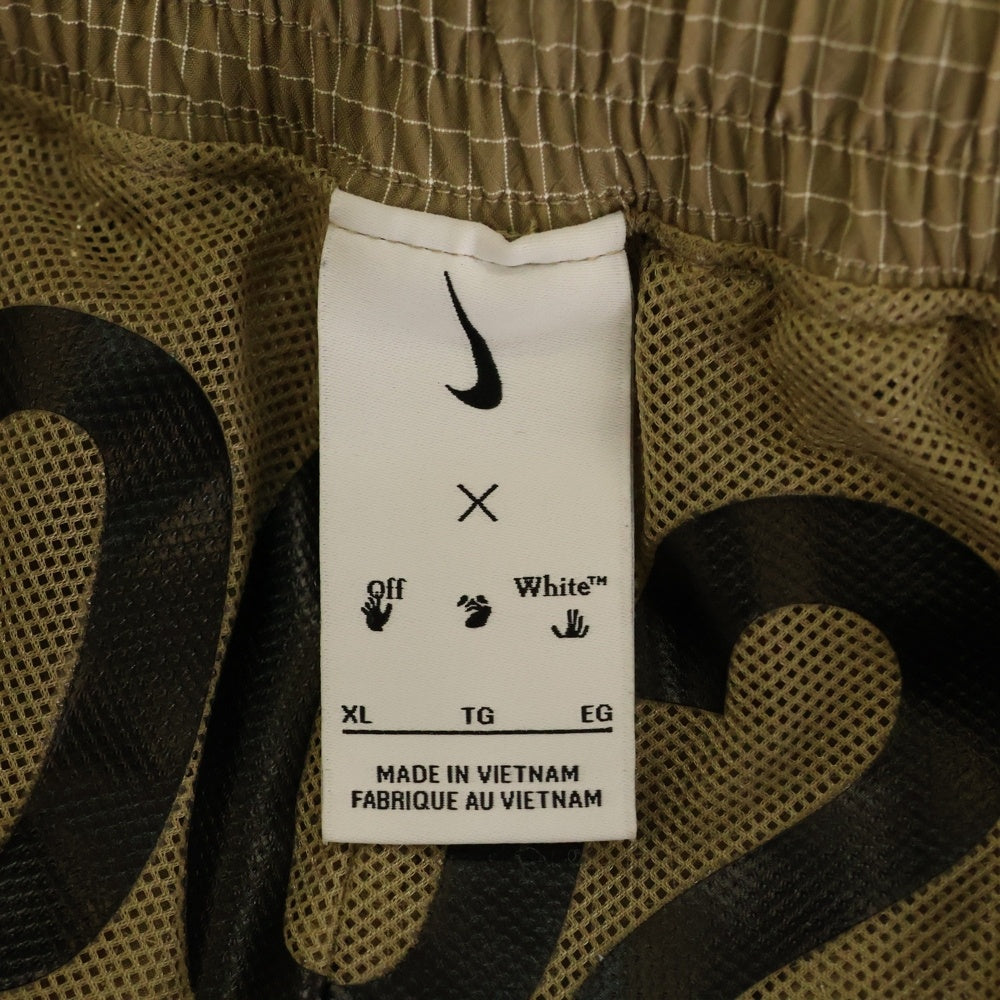 ×
Off White™
XL TG EG
MADE IN VIETNAM
FABRIQUE AU VIETNAM